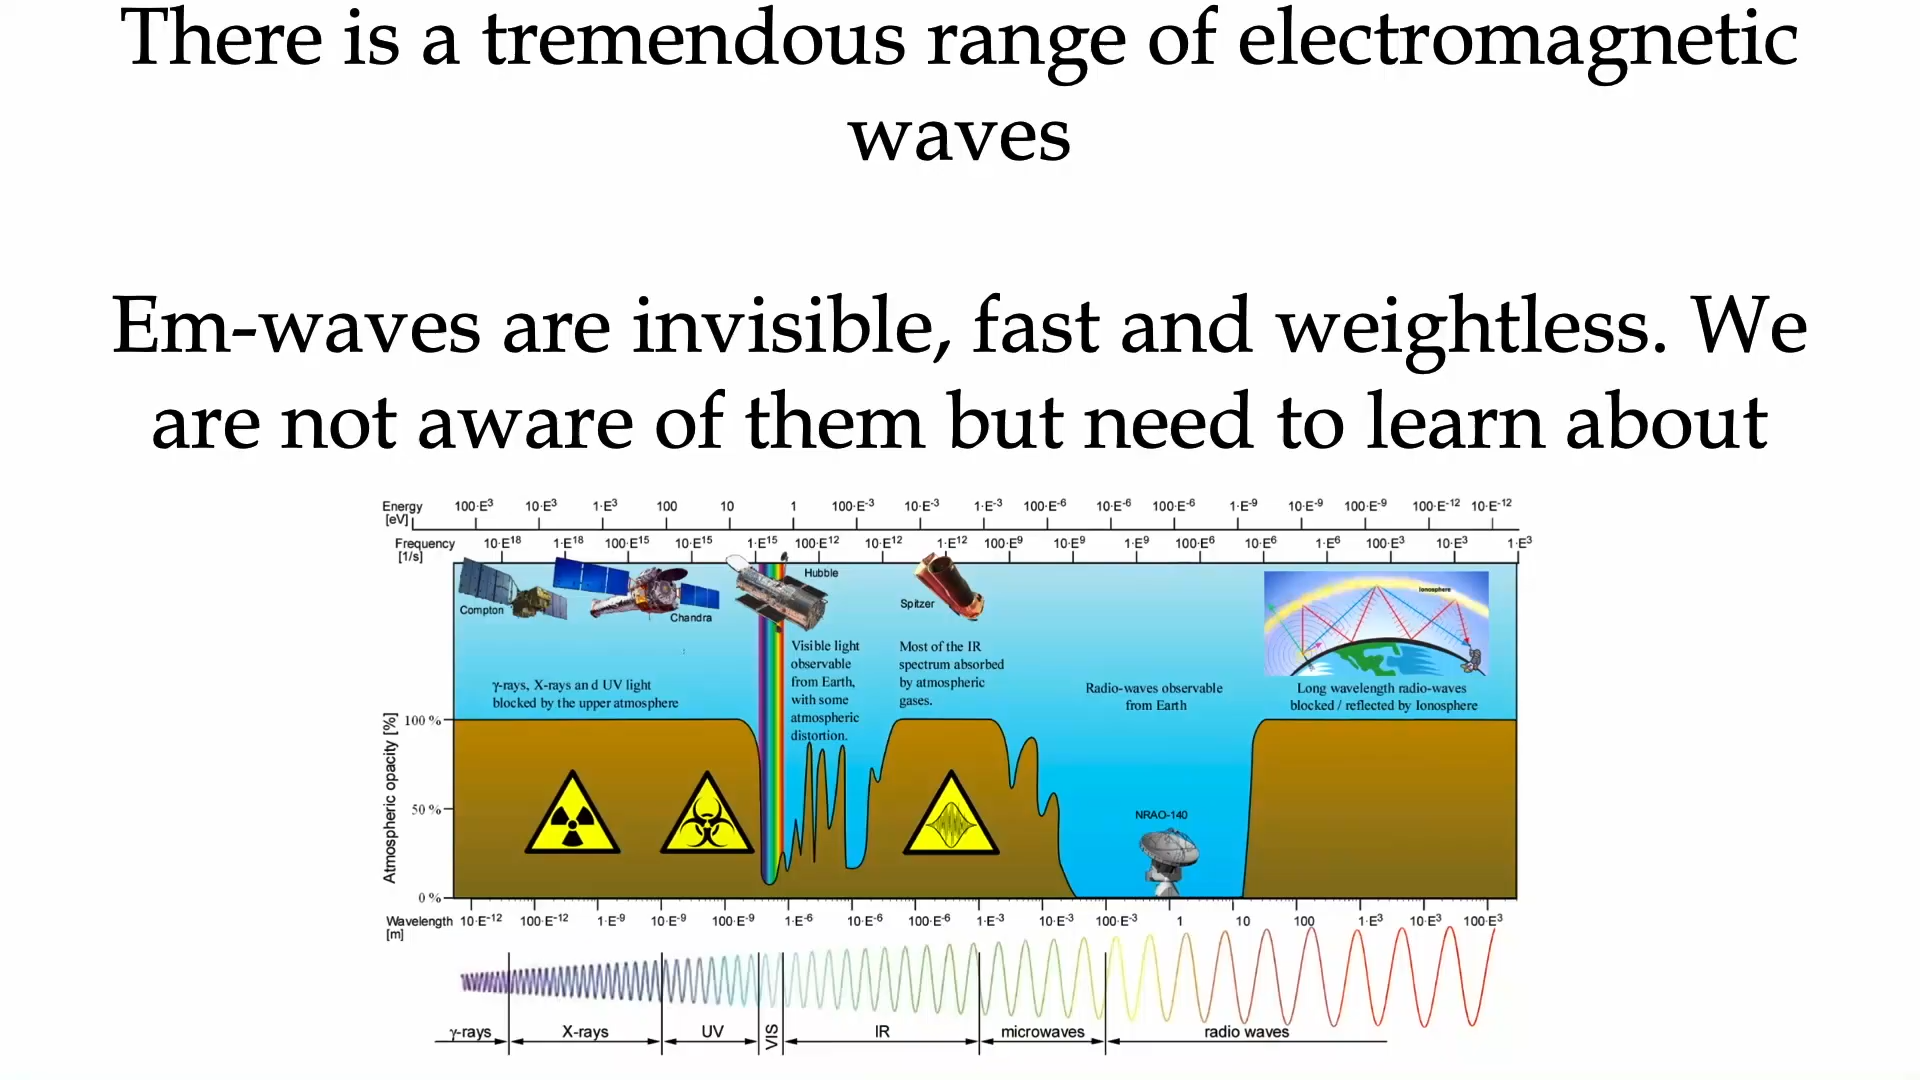 There is a tremendous range of electromagnetic
waves
Em-waves are invisible, fast and weightless. We
are not aware of them but need to learn about
Energy [eV] 100·E³ 10·E³ 1·E³ 100 10 1 100·E⁻³ 10·E⁻³ 1·E⁻³ 100·E⁻⁶ 10·E⁻⁶ 100·E⁻⁶ 1·E⁻⁹ 10·E⁻⁹ 100·E⁻⁹ 100·E⁻¹² 10·E⁻¹²
Frequency [1/s] 10·E¹⁸ 1·E¹⁸ 100·E¹⁵ 10·E¹⁵ 1·E¹⁵ 100·E¹² 10·E¹² 1·E¹² 100·E⁹ 10·E⁹ 1·E⁹ 100·E⁶ 10·E⁶ 1·E⁶ 100·E³ 10·E³ 1·E³
Compton
Chandra
Hubble
Spitzer
Ionosphere
γ-rays, X-rays an d UV light
blocked by the upper atmosphere
Visible light
observable
from Earth,
with some
atmospheric
distortion.
Most of the IR
spectrum absorbed
by atmospheric
gases.
Radio-waves observable
from Earth
Long wavelength radio-waves
blocked / reflected by Ionosphere
Atmospheric opacity [%]
100 %
50 %
0 %
NRAO-140
Wavelength [m] 10·E⁻¹² 100·E⁻¹² 1·E⁻⁹ 10·E⁻⁹ 100·E⁻⁹ 1·E⁻⁶ 10·E⁻⁶ 100·E⁻⁶ 1·E⁻³ 10·E⁻³ 100·E⁻³ 1 10 100 1·E³ 10·E³ 100·E³
γ-rays X-rays UV VIS IR microwaves radio waves